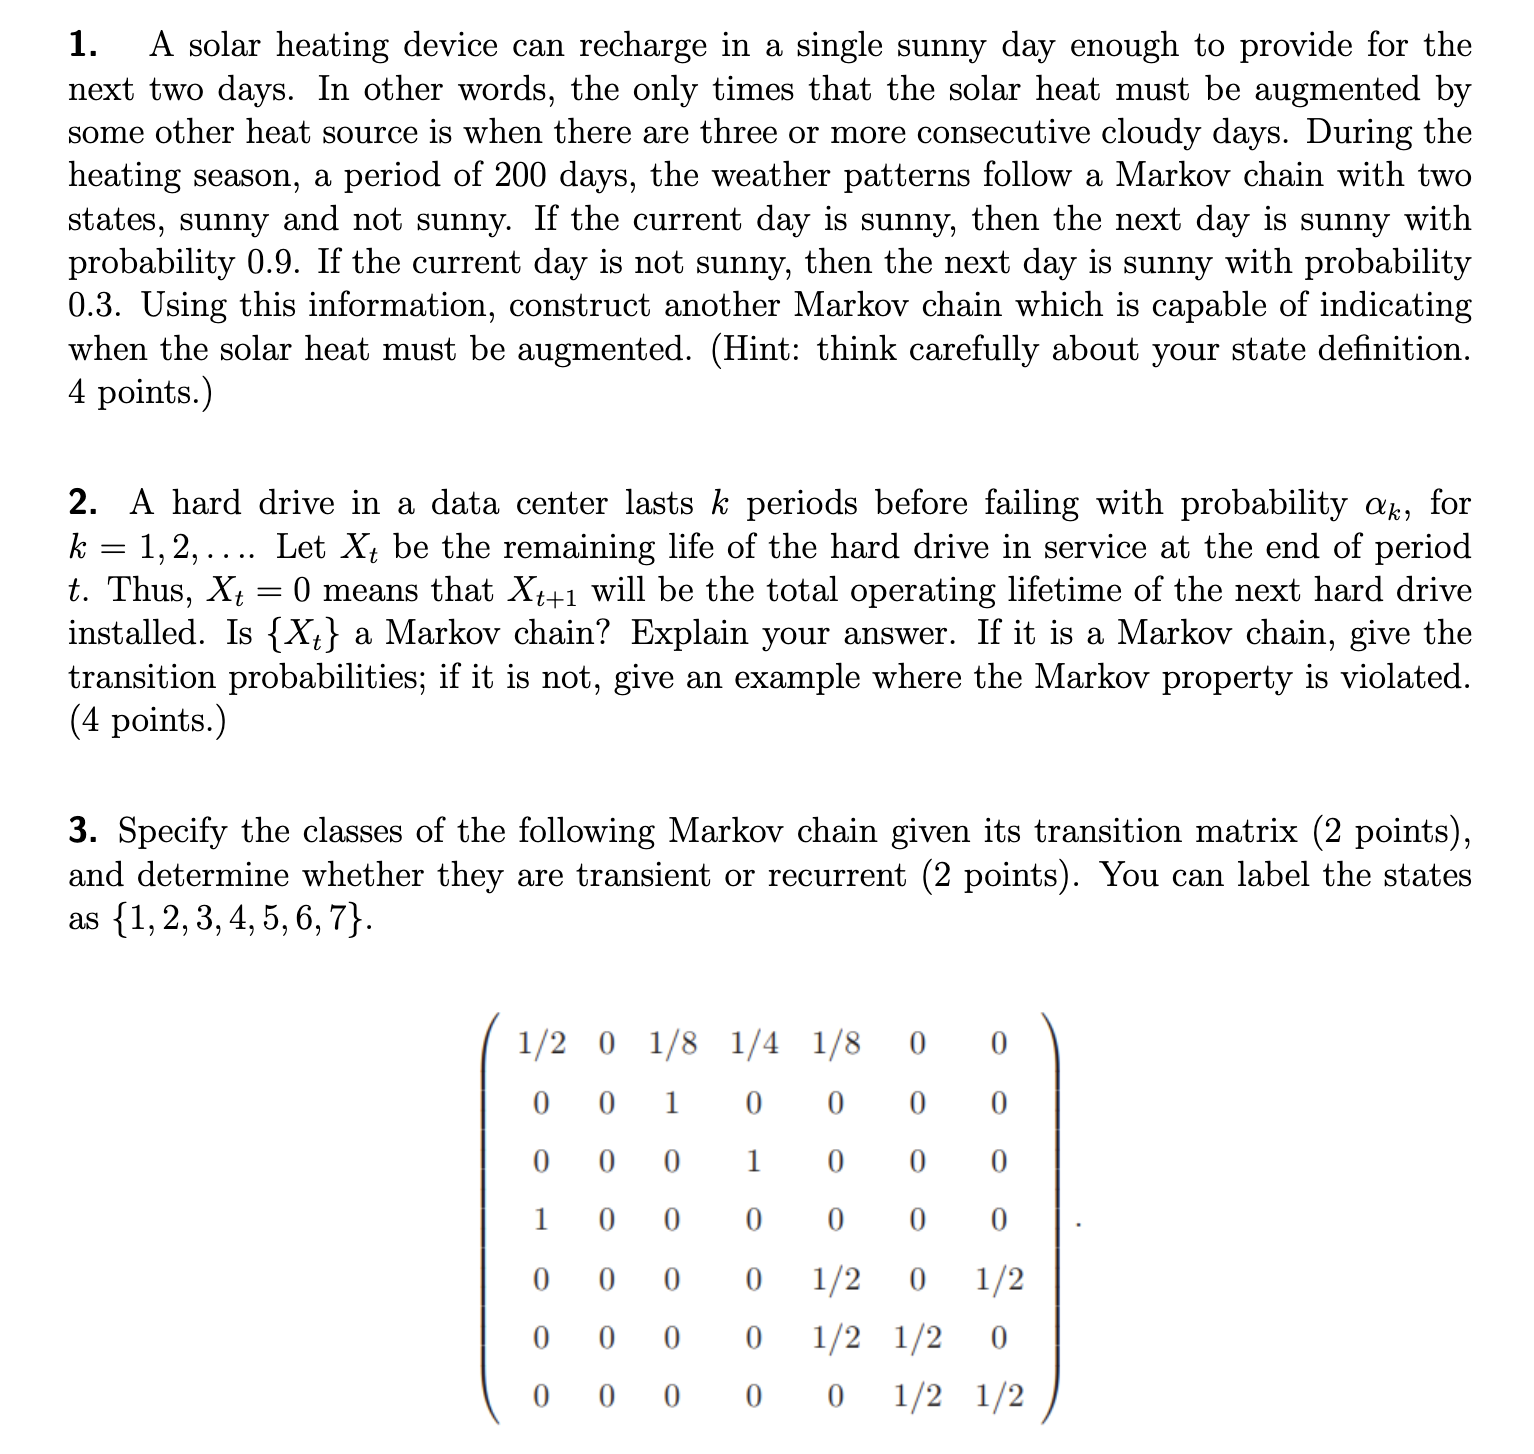 1. A solar heating device can recharge in a single sunny day enough to provide for the
next two days. In other words, the only times that the solar heat must be augmented by
some other heat source is when there are three or more consecutive cloudy days. During the
heating season, a period of 200 days, the weather patterns follow a Markov chain with two
states, sunny and not sunny. If the current day is sunny, then the next day is sunny with
probability 0.9. If the current day is not sunny, then the next day is sunny with probability
0.3. Using this information, construct another Markov chain which is capable of indicating
when the solar heat must be augmented. (Hint: think carefully about your state definition.
4 points.)
2. A hard drive in a data center lasts k periods before failing with probability αₖ, for
k = 1, 2, . . .. Let Xₜ be the remaining life of the hard drive in service at the end of period
t. Thus, Xₜ = 0 means that Xₜ₊₁ will be the total operating lifetime of the next hard drive
installed. Is {Xₜ} a Markov chain? Explain your answer. If it is a Markov chain, give the
transition probabilities; if it is not, give an example where the Markov property is violated.
(4 points.)
3. Specify the classes of the following Markov chain given its transition matrix (2 points),
and determine whether they are transient or recurrent (2 points). You can label the states
as {1, 2, 3, 4, 5, 6, 7}.
1/2 0 1/8 1/4 1/8 0 0
0 0 1 0 0 0 0
0 0 0 1 0 0 0
1 0 0 0 0 0 0
0 0 0 0 1/2 0 1/2
0 0 0 0 1/2 1/2 0
0 0 0 0 0 1/2 1/2
.